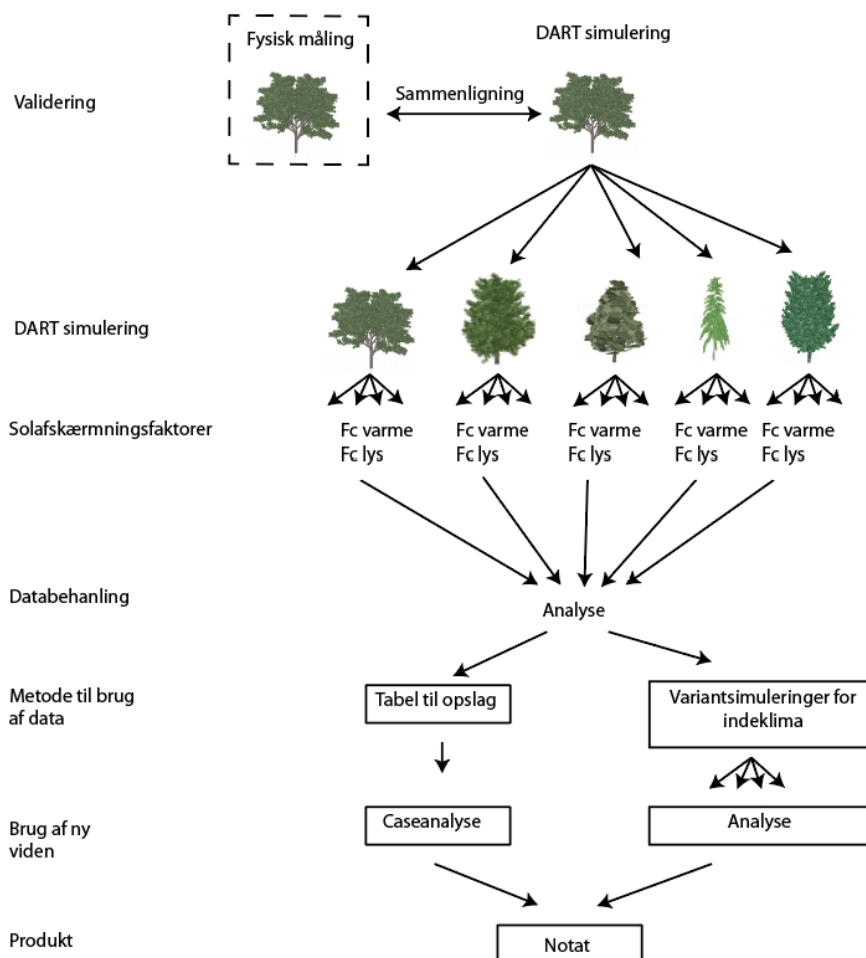 Fysisk måling
DART simulering
Validering
Sammenligning
DART simulering
Solafskærmningsfaktorer
Fc varme
Fc lys
Fc varme
Fc lys
Fc varme
Fc lys
Fc varme
Fc lys
Fc varme
Fc lys
Databehanling
Analyse
Metode til brug
af data
Tabel til opslag
Variantsimuleringer for
indeklima
Brug af ny
viden
Caseanalyse
Analyse
Produkt
Notat